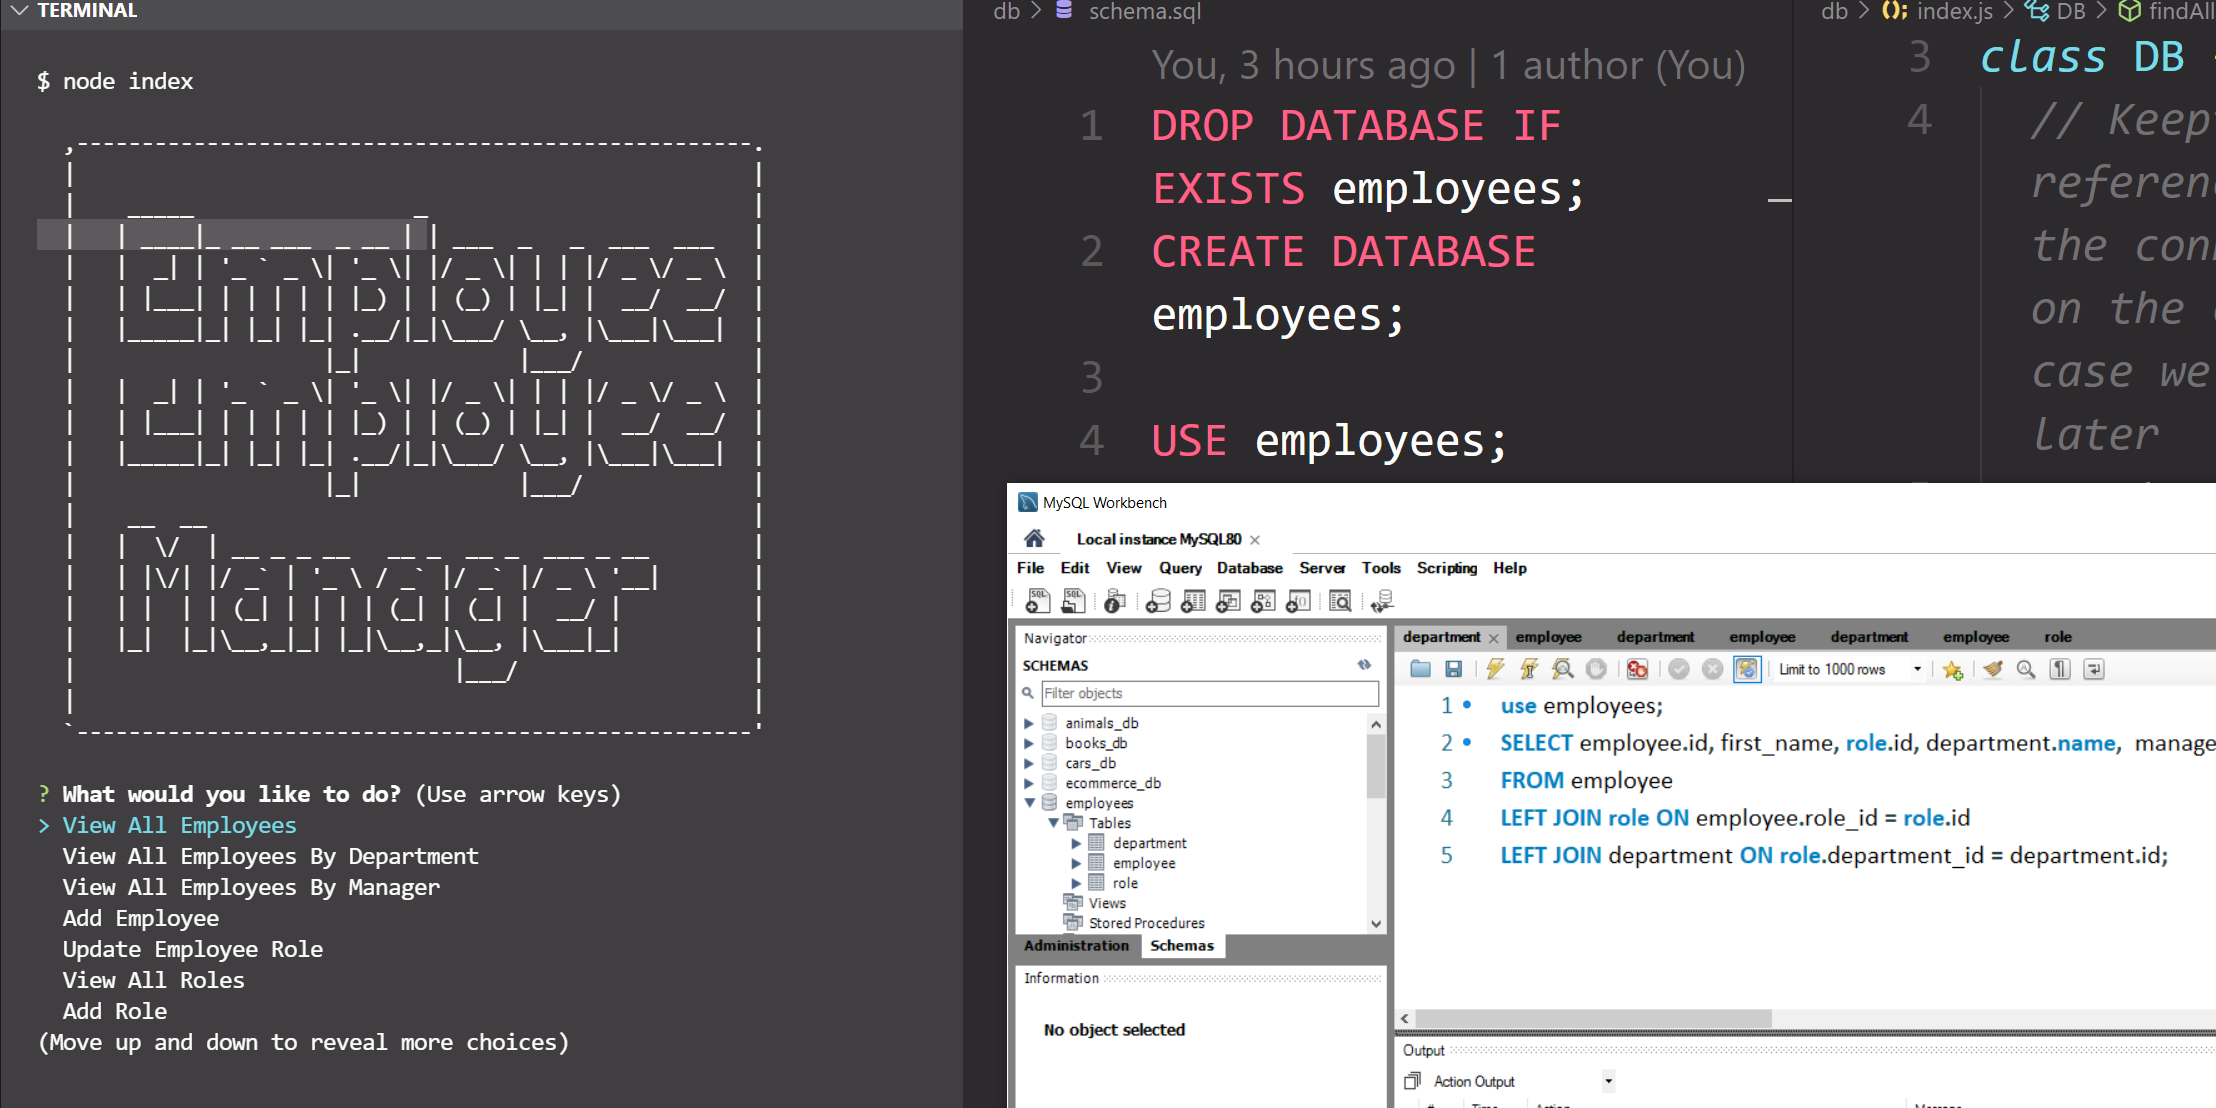 TERMINAL
$ node index
Employee
Employee
Manager
? What would you like to do? (Use arrow keys)
> View All Employees
View All Employees By Department
View All Employees By Manager
Add Employee
Update Employee Role
View All Roles
Add Role
(Move up and down to reveal more choices)
db > schema.sql
You, 3 hours ago | 1 author (You)
1 DROP DATABASE IF
EXISTS employees;
2 CREATE DATABASE
employees;
3
4 USE employees;
db > index.js > DB > findAll
3 class DB
4 // Keep
the
on the
case we
later
MySQL Workbench
Local instance MySQL80
File Edit View Query Database Server Tools Scripting Help
Navigator
SCHEMAS
Filter objects
animals_db
books_db
cars_db
ecommerce_db
employees
Tables
department
employee
role
Views
Stored Procedures
Administration Schemas
Information
No object selected
department employee department employee department employee role
Limit to 1000 rows
1 use employees;
2 SELECT employee.id, first_name, role.id, department.name, manage
3 FROM employee
4 LEFT JOIN role ON employee.role_id = role.id
5 LEFT JOIN department ON role.department_id = department.id;
Output
Action Output